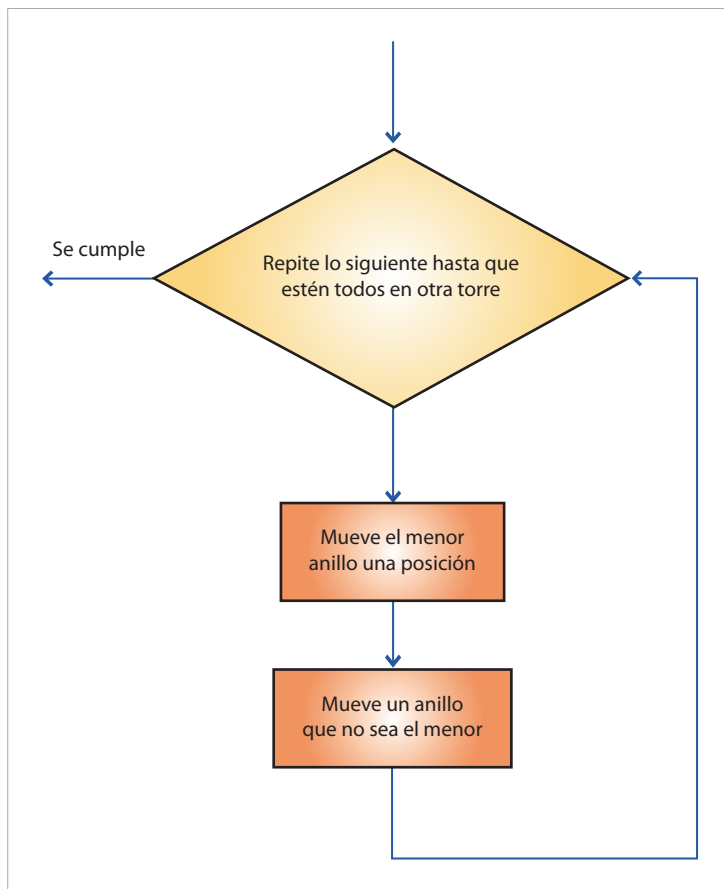 Se cumple
Repite lo siguiente hasta que
estén todos en otra torre
Mueve el menor
anillo una posición
Mueve un anillo
que no sea el menor